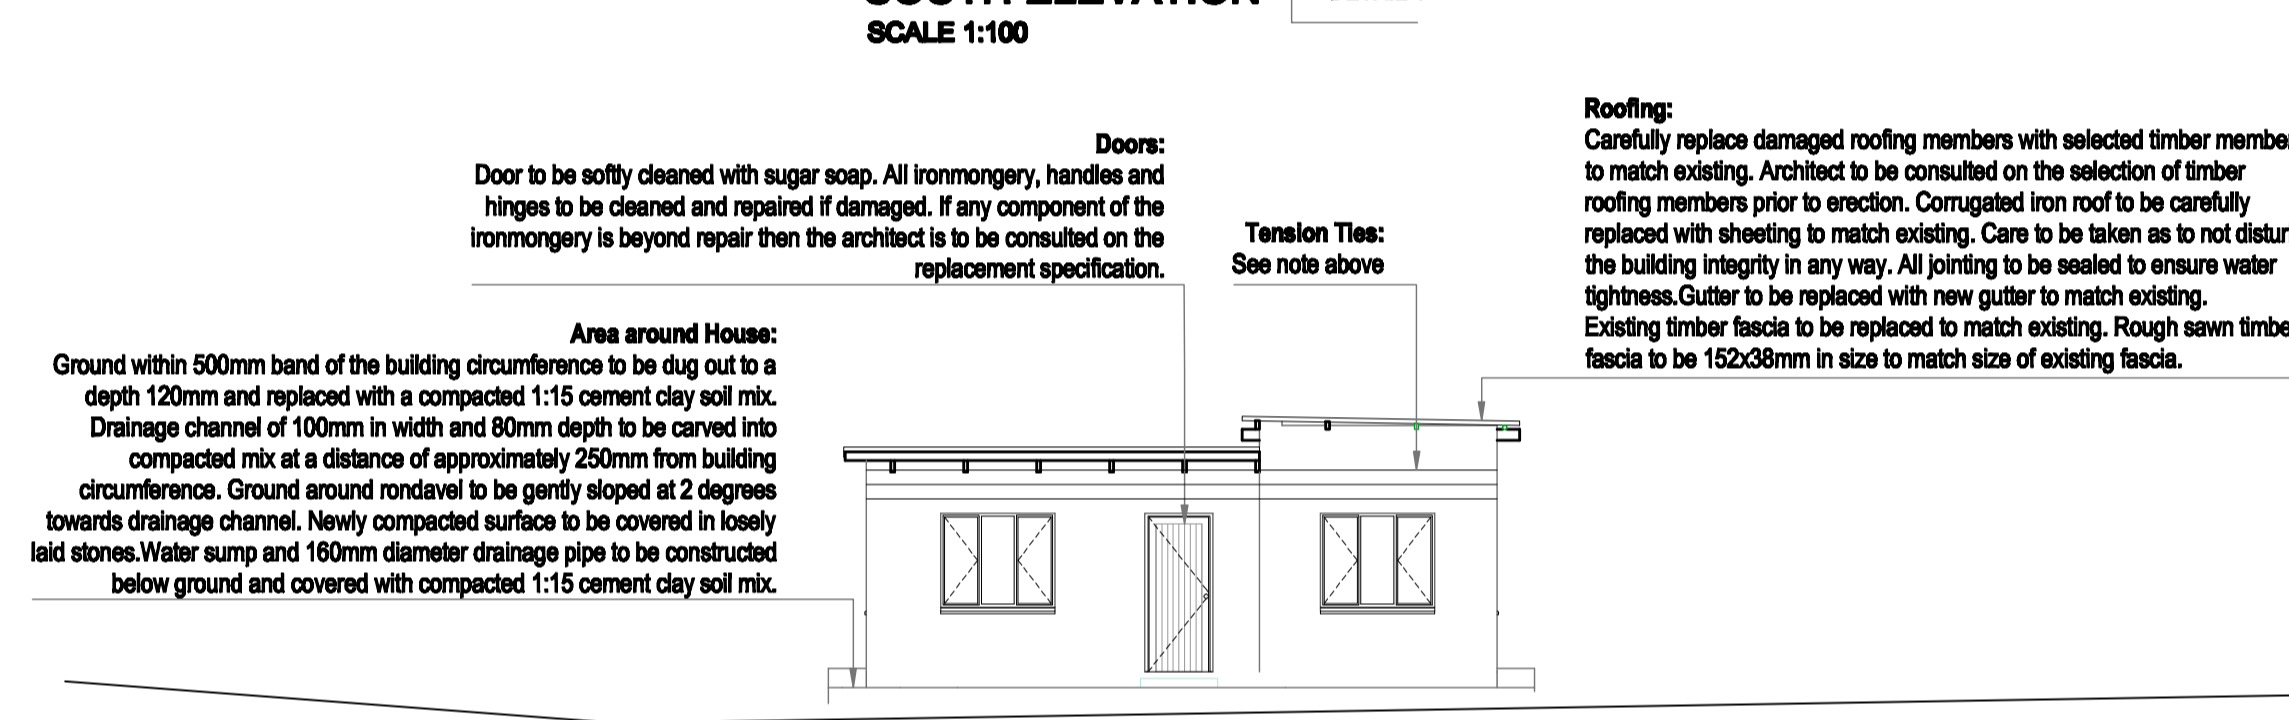 SOUTH ELEVATION
SCALE 1:100
Doors:
Door to be softly cleaned with sugar soap. All ironmongery, handles and
hinges to be cleaned and repaired if damaged. If any component of the
ironmongery is beyond repair then the architect is to be consulted on the
replacement specification.
Tension Ties:
See note above
Roofing:
Carefully replace damaged roofing members with selected timber membe
to match existing. Architect to be consulted on the selection of timber
roofing members prior to erection. Corrugated iron roof to be carefully
replaced with sheeting to match existing. Care to be taken as to not distur
the building integrity in any way. All jointing to be sealed to ensure water
tightness.Gutter to be replaced with new gutter to match existing.
Existing timber fascia to be replaced to match existing. Rough sawn timbe
fascia to be 152x38mm in size to match size of existing fascia.
Area around House:
Ground within 500mm band of the building circumference to be dug out to a
depth 120mm and replaced with a compacted 1:15 cement clay soil mix.
Drainage channel of 100mm in width and 80mm depth to be carved into
compacted mix at a distance of approximately 250mm from building
circumference. Ground around rondavel to be gently sloped at 2 degrees
towards drainage channel. Newly compacted surface to be covered in losely
laid stones.Water sump and 160mm diameter drainage pipe to be constructed
below ground and covered with compacted 1:15 cement clay soil mix.